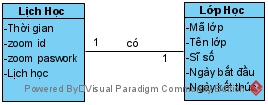 Lịch Học
-Thời gian
-zoom id
-zoom paswork
-Lịch học
1
có
1
Lớp Học
-Mã lớp
-Tên lớp
-Sĩ số
-Ngày bắt đầu
-Ngày kết thúc
Powered By Visual Paradigm Community Edition